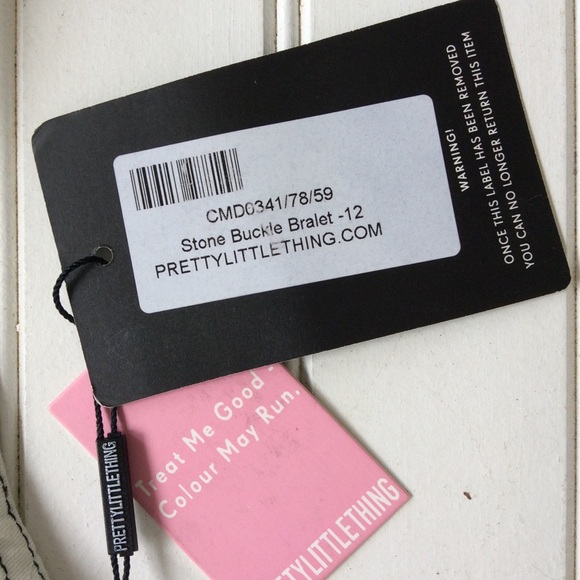 CMD0341/78/59
Stone Buckle Bralet -12
PRETTYLITTLETHING.COM
WARNING!
ONCE THIS LABEL HAS BEEN REMOVED
YOU CAN NO LONGER RETURN THIS ITEM
Treat Me Good -
Colour May Run.
PRETTYLITTLETHING
PRETTYLITTLETHING